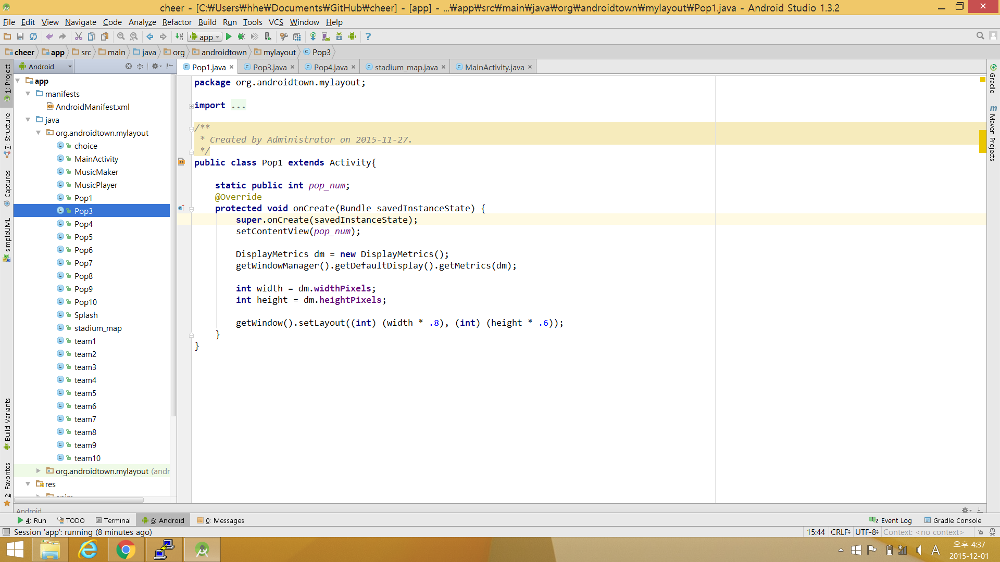 cheer - [C:₩Users₩hhe₩Documents₩GitHub₩cheer] - [app] - ...₩app₩src₩main₩java₩org₩androidtown₩mylayout₩Pop1.java - Android Studio 1.3.2
File Edit View Navigate Code Analyze Refactor Build Run Tools VCS Window Help
app
cheer app src main java org androidtown mylayout Pop3
Android
Pop1.java Pop3.java Pop4.java stadium_map.java MainActivity.java
1: Project
7: Structure
Captures
simpleUML
Build Variants
2: Favorites
app
manifests
AndroidManifest.xml
java
org.androidtown.mylayout
choice
MainActivity
MusicMaker
MusicPlayer
Pop1
Pop3
Pop4
Pop5
Pop6
Pop7
Pop8
Pop9
Pop10
Splash
stadium_map
team1
team2
team3
team4
team5
team6
team7
team8
team9
team10
org.androidtown.mylayout (andr
res
package org.androidtown.mylayout;
import ...
/**
* Created by Administrator on 2015-11-27.
*/
public class Pop1 extends Activity{
static public int pop_num;
@Override
protected void onCreate(Bundle savedInstanceState) {
super.onCreate(savedInstanceState);
setContentView(pop_num);
DisplayMetrics dm = new DisplayMetrics();
getWindowManager().getDefaultDisplay().getMetrics(dm);
int width = dm.widthPixels;
int height = dm.heightPixels;
getWindow().setLayout((int) (width * .8), (int) (height * .6));
}
}
Gradle
Maven Projects
Android
4: Run TODO Terminal 6: Android 0: Messages
2 Event Log Gradle Console
Session 'app': running (8 minutes ago)
15:44 CRLF UTF-8 Context: <no context>
A
오후 4:37
2015-12-01